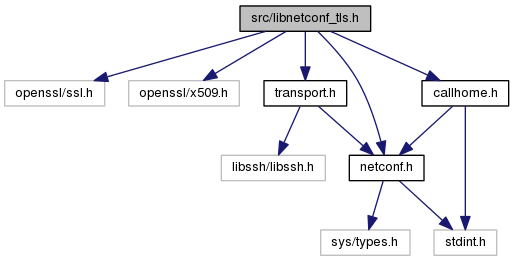 src/libnetconf_tls.h
openssl/ssl.h
openssl/x509.h
transport.h
callhome.h
libssh/libssh.h
netconf.h
sys/types.h
stdint.h